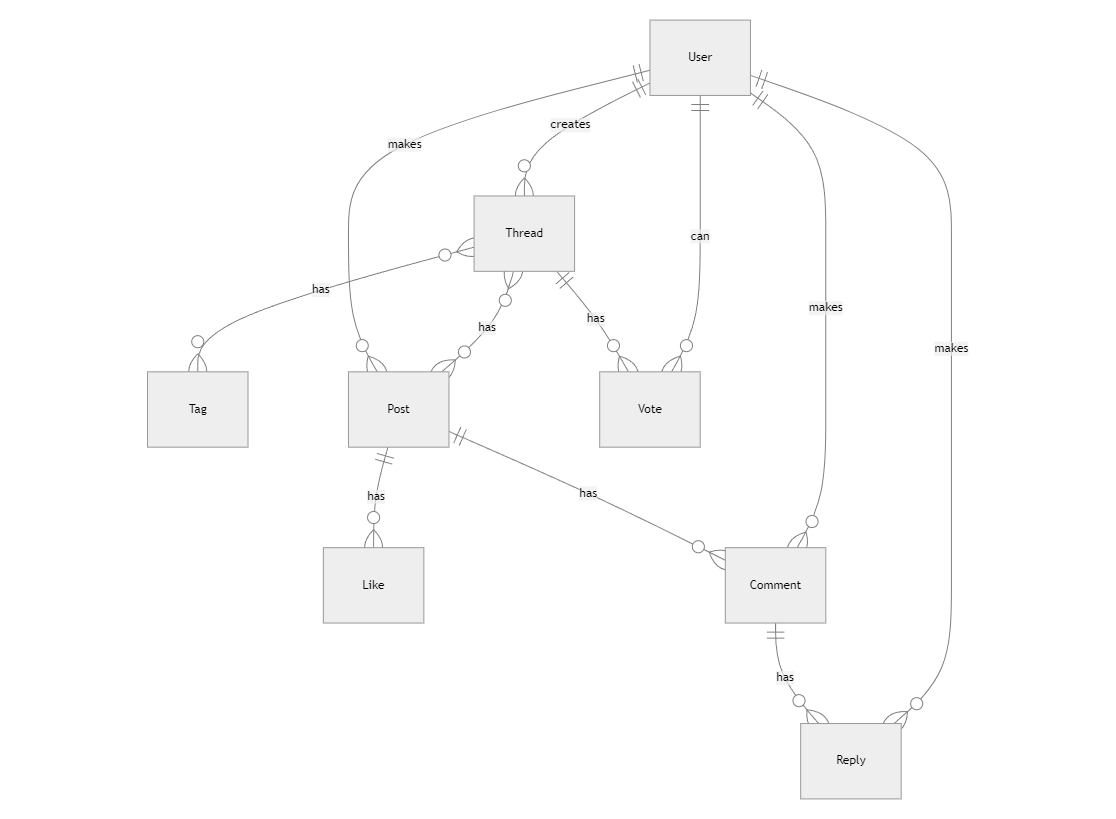 User
creates
makes
Thread
can
has
makes
has
has
makes
Tag
Post
Vote
has
has
Like
Comment
has
Reply